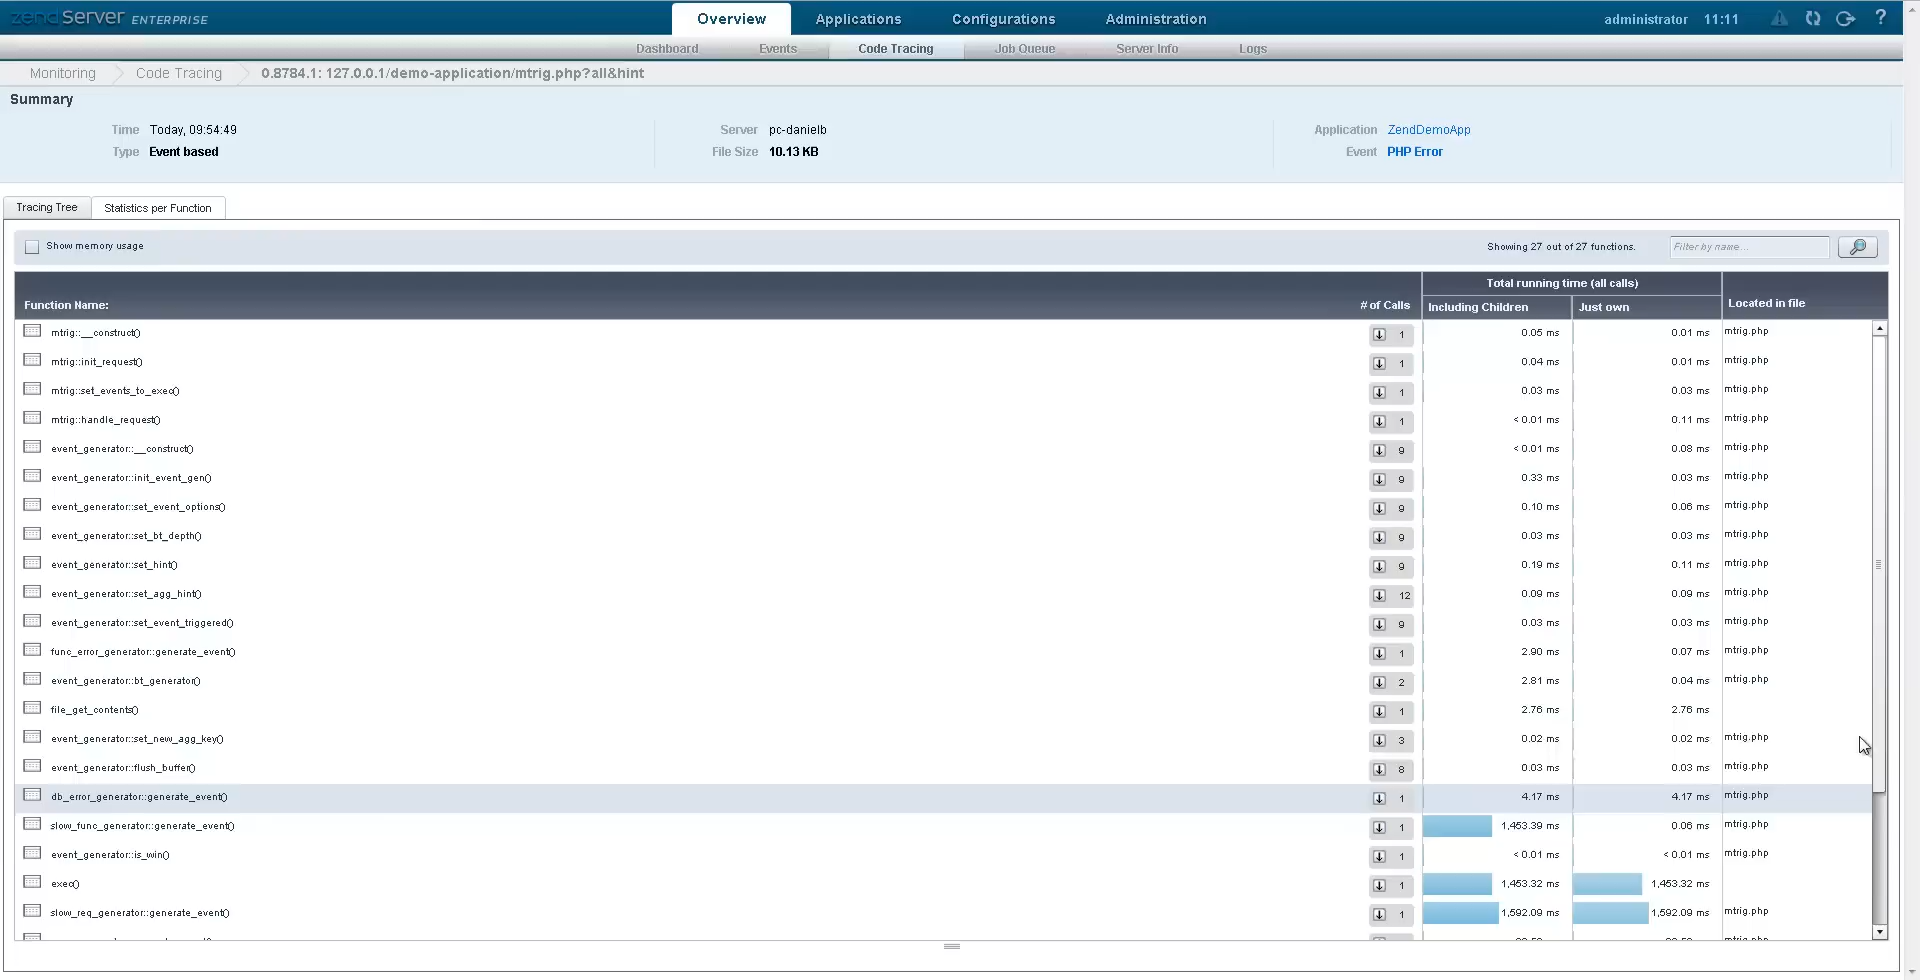 zendServer ENTERPRISE
Overview Applications Configurations Administration administrator 11:11 ?
Dashboard Events Code Tracing Job Queue Server Info Logs
Monitoring Code Tracing 0.8784.1: 127.0.0.1/demo-application/mtrig.php?all&hint
Summary
Time Today, 09:54:49 Server pc-danielb Application ZendDemoApp
Type Event based File Size 10.13 KB Event PHP Error
Tracing Tree Statistics per Function
Show memory usage Showing 27 out of 27 functions. Filter by name...
Total running time (all calls)
Function Name: # of Calls Including Children Just own Located in file
mtrig::__construct() 1 0.05 ms 0.01 ms mtrig.php
mtrig::init_request() 1 0.04 ms 0.01 ms mtrig.php
mtrig::set_events_to_exec() 1 0.03 ms 0.03 ms mtrig.php
mtrig::handle_request() 1 < 0.01 ms 0.11 ms mtrig.php
event_generator::__construct() 9 < 0.01 ms 0.08 ms mtrig.php
event_generator::init_event_gen() 9 0.33 ms 0.03 ms mtrig.php
event_generator::set_event_options() 9 0.10 ms 0.06 ms mtrig.php
event_generator::set_bt_depth() 9 0.03 ms 0.03 ms mtrig.php
event_generator::set_hint() 9 0.19 ms 0.11 ms mtrig.php
event_generator::set_agg_hint() 12 0.09 ms 0.09 ms mtrig.php
event_generator::set_event_triggered() 9 0.03 ms 0.03 ms mtrig.php
func_error_generator::generate_event() 1 2.90 ms 0.07 ms mtrig.php
event_generator::bt_generator() 2 2.81 ms 0.04 ms mtrig.php
file_get_contents() 1 2.76 ms 2.76 ms
event_generator::set_new_agg_key() 3 0.02 ms 0.02 ms mtrig.php
event_generator::flush_buffer() 8 0.03 ms 0.03 ms mtrig.php
db_error_generator::generate_event() 1 4.17 ms 4.17 ms mtrig.php
slow_func_generator::generate_event() 1 1,453.39 ms 0.06 ms mtrig.php
event_generator::is_win() 1 < 0.01 ms < 0.01 ms mtrig.php
exec() 1 1,453.32 ms 1,453.32 ms
slow_req_generator::generate_event() 1 1,592.09 ms 1,592.09 ms mtrig.php